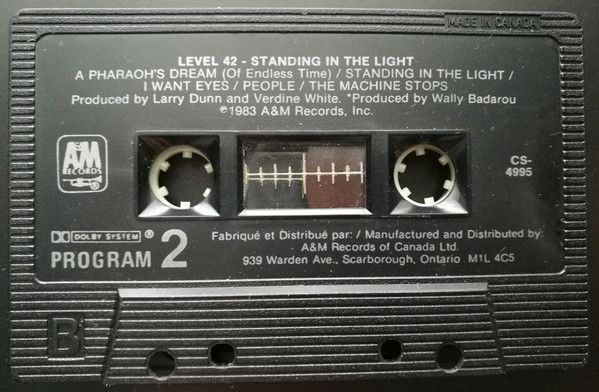 MADE IN CANADA
LEVEL 42 - STANDING IN THE LIGHT
A PHARAOH'S DREAM (Of Endless Time) / STANDING IN THE LIGHT /
I WANT EYES / PEOPLE / THE MACHINE STOPS
Produced by Larry Dunn and Verdine White. *Produced by Wally Badarou
℗1983 A&M Records, Inc.
A&M
RECORDS
CS-
4995
DOLBY SYSTEM ®
PROGRAM 2
Fabriqué et Distribué par: / Manufactured and Distributed by:
A&M Records of Canada Ltd.
939 Warden Ave., Scarborough, Ontario M1L 4C5
B